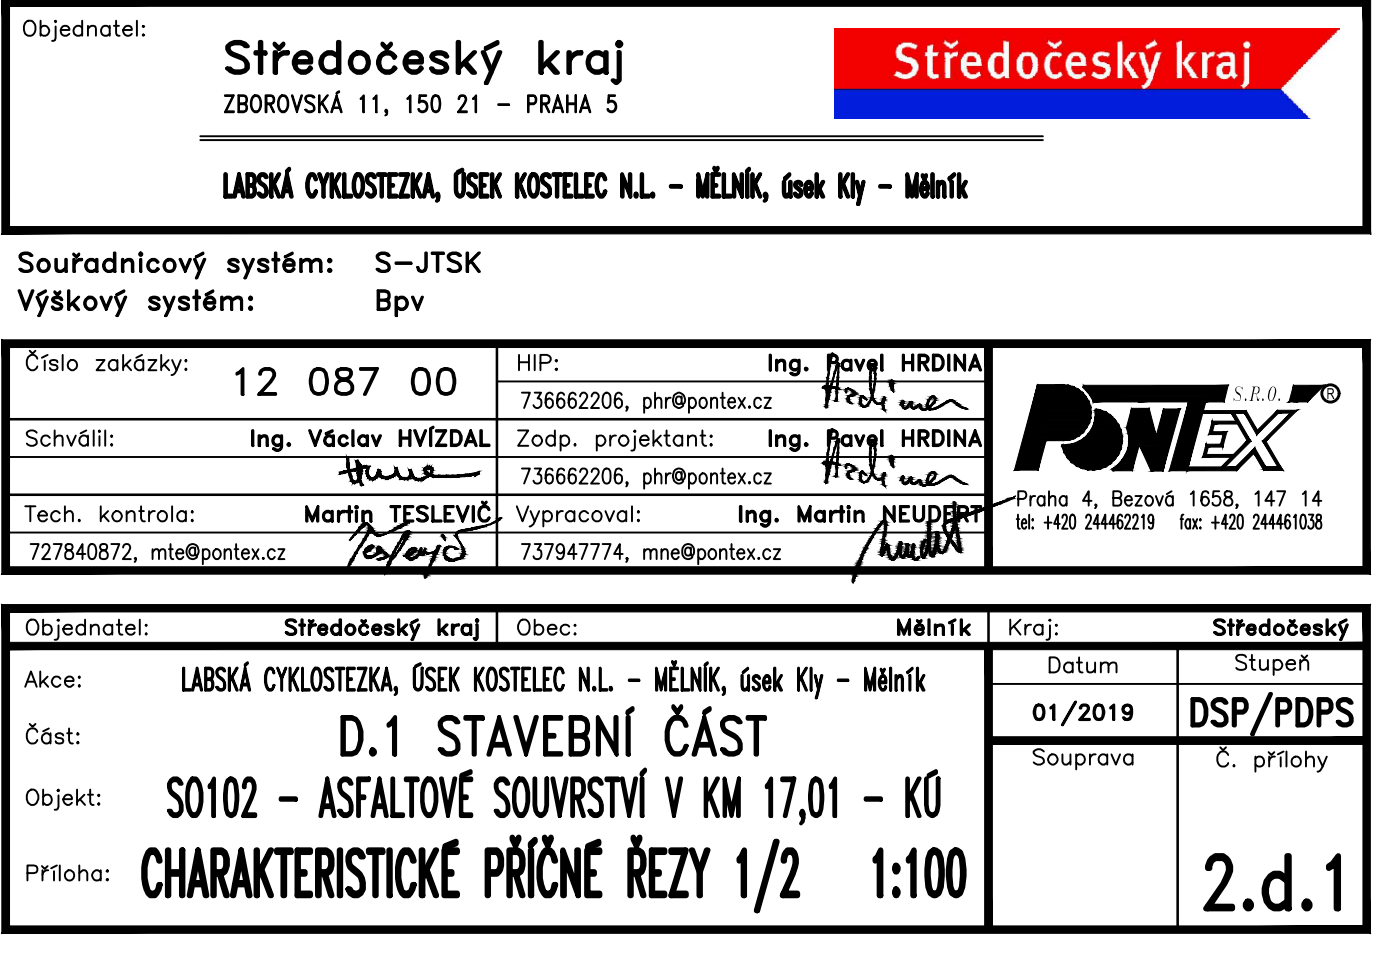 Objednatel:
Středočeský kraj
ZBOROVSKÁ 11, 150 21 – PRAHA 5
Středočeský kraj
LABSKÁ CYKLOSTEZKA, ÚSEK KOSTELEC N.L. – MĚLNÍK, úsek Kly – Mělník
Souřadnicový systém: S–JTSK
Výškový systém: Bpv
Číslo zakázky: 12 087 00
HIP: Ing. Pavel HRDINA
736662206, phr@pontex.cz
Schválil: Ing. Václav HVÍZDAL
Zodp. projektant: Ing. Pavel HRDINA
736662206, phr@pontex.cz
Tech. kontrola: Martin TESLEVIČ
727840872, mte@pontex.cz
Vypracoval: Ing. Martin NEUDERT
737947774, mne@pontex.cz
PONTEX S.R.O. ®
Praha 4, Bezová 1658, 147 14
tel: +420 244462219 fax: +420 244461038
Objednatel: Středočeský kraj
Obec: Mělník
Kraj: Středočeský
Akce: LABSKÁ CYKLOSTEZKA, ÚSEK KOSTELEC N.L. – MĚLNÍK, úsek Kly – Mělník
Část: D.1 STAVEBNÍ ČÁST
Objekt: SO102 – ASFALTOVÉ SOUVRSTVÍ V KM 17,01 – KÚ
Příloha: CHARAKTERISTICKÉ PŘÍČNÉ ŘEZY 1/2 1:100
Datum
01/2019
Stupeň
DSP/PDPS
Souprava
Č. přílohy
2.d.1